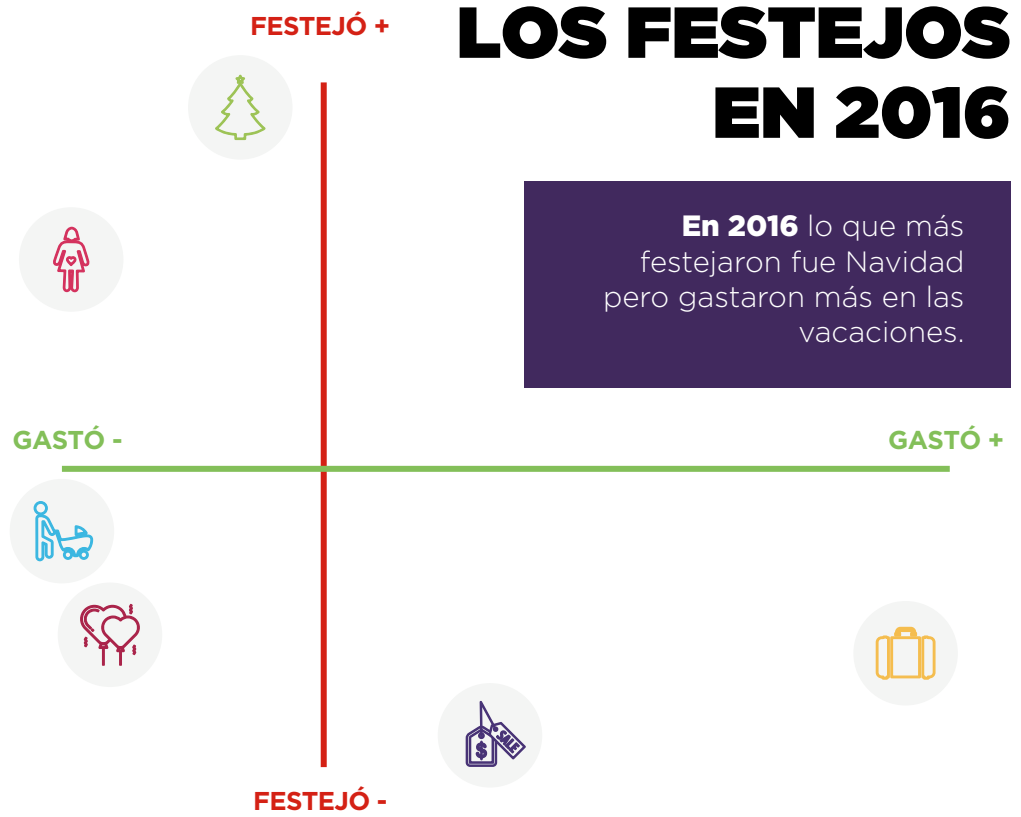 FESTEJÓ +
LOS FESTEJOS
EN 2016
En 2016 lo que más
festejaron fue Navidad
pero gastaron más en las
vacaciones.
GASTÓ -
GASTÓ +
$
SALE
FESTEJÓ -